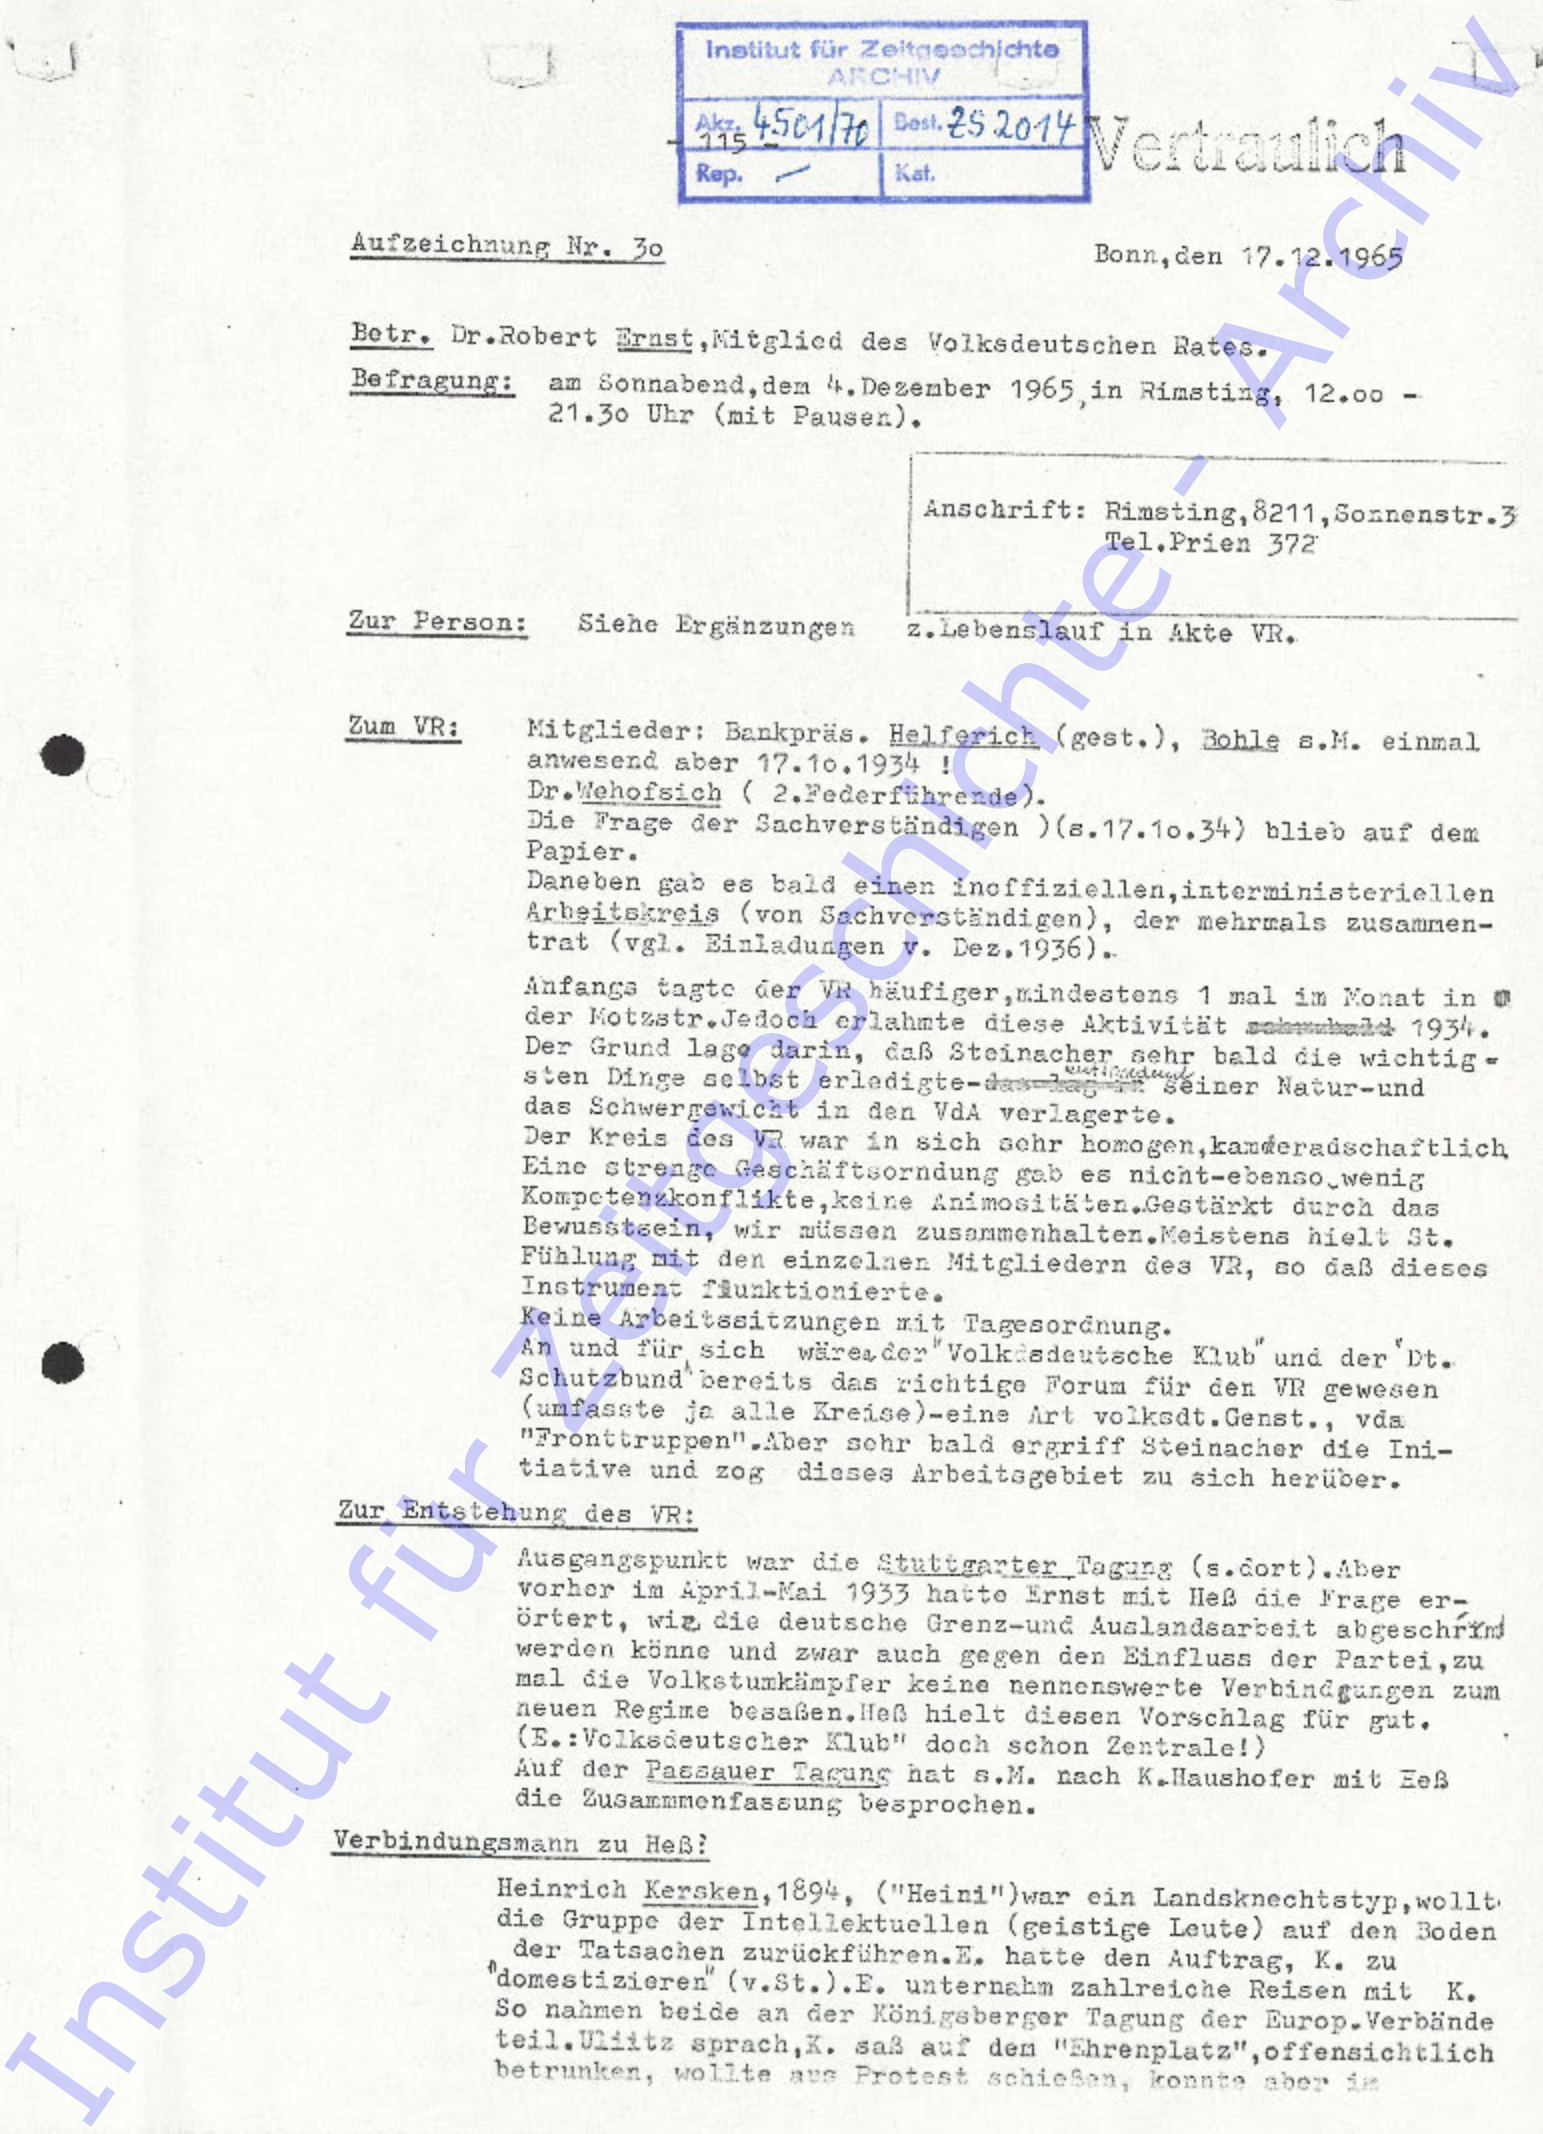 Institut für Zeitgeschichte
ARCHIV
Akz. 4501/70 Best. ZS 2014
- 115 -
Rep. — Kat.
Vertraulich
Aufzeichnung Nr. 3o
Bonn,den 17.12.1965
Betr. Dr.Robert Ernst,Mitglied des Volksdeutschen Rates.
Befragung: am Sonnabend,dem 4.Dezember 1965,in Rimsting, 12.oo -
21.3o Uhr (mit Pausen).
Anschrift: Rimsting,8211,Sonnenstr.3
Tel.Prien 372
Zur Person: Siehe Ergänzungen z.Lebenslauf in Akte VR.
Zum VR: Mitglieder: Bankpräs. Helferich (gest.), Bohle s.M. einmal
anwesend aber 17.1o.1934 !
Dr.Wehofsich ( 2.Federführende).
Die Frage der Sachverständigen )(s.17.1o.34) blieb auf dem
Papier.
Daneben gab es bald einen inoffiziellen,interministeriellen
Arbeitskreis (von Sachverständigen), der mehrmals zusammen-
trat (vgl. Einladungen v. Dez.1936).
Anfangs tagte der VR häufiger,mindestens 1 mal im Monat in
der Motzstr.Jedoch erlahmte diese Aktivität 1934.
Der Grund lage darin, daß Steinacher sehr bald die wichtig-
sten Dinge selbst erledigte-das lag in entsprechend seiner Natur-und
das Schwergewicht in den VdA verlagerte.
Der Kreis des VR war in sich sehr homogen,kameradschaftlich
Eine strenge Geschäftsorndung gab es nicht-ebenso wenig
Kompetenzkonflikte,keine Animositäten.Gestärkt durch das
Bewusstsein, wir müssen zusammenhalten.Meistens hielt St.
Fühlung mit den einzelnen Mitgliedern des VR, so daß dieses
Instrument funktionierte.
Keine Arbeitssitzungen mit Tagesordnung.
An und für sich wären der "Volksdeutsche Klub" und der "Dt.
Schutzbund" bereits das richtige Forum für den VR gewesen
(umfasste ja alle Kreise)-eine Art volksdt.Genst., vda
"Fronttruppen".Aber sehr bald ergriff Steinacher die Ini-
tiative und zog dieses Arbeitsgebiet zu sich herüber.
Zur Entstehung des VR:
Ausgangspunkt war die Stuttgarter Tagung (s.dort).Aber
vorher im April-Mai 1933 hatte Ernst mit Heß die Frage er-
örtert, wie die deutsche Grenz-und Auslandsarbeit
werden könne und zwar auch gegen den Einfluss der Partei,zu
mal die Volkstumkämpfer keine nennenswerte Verbindgungen zum
neuen Regime besaßen.Heß hielt diesen Vorschlag für gut.
(E.:Volksdeutscher Klub" doch schon Zentrale!)
Auf der Passauer Tagung hat s.M. nach K.Haushofer mit Heß
die Zusammmenfassung besprochen.
Verbindungsmann zu Heß:
Heinrich Kersken,1894, ("Heini")war ein Landsknechtstyp,wollt
die Gruppe der Intellektuellen (geistige Leute) auf den Boden
der Tatsachen zurückführen.E. hatte den Auftrag, K. zu
"domestizieren" (v.St.).E. unternahm zahlreiche Reisen mit K.
So nahmen beide an der Königsberger Tagung der Europ.Verbände
teil.Ulitz sprach,K. saß auf dem "Ehrenplatz",offensichtlich
betrunken, wollte aus Protest schießen, konnte aber im
Institut für Zeitgeschichte - Archiv